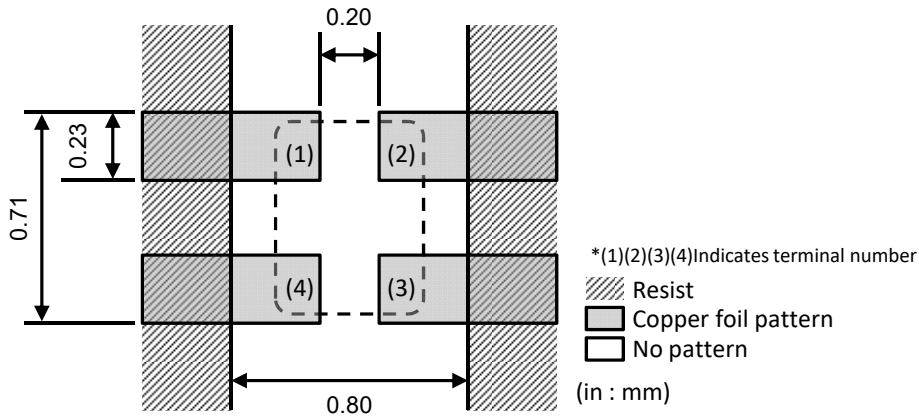 0.20
(1)
(2)
0.23
0.71
(4)
(3)
*(1)(2)(3)(4)Indicates terminal number
Resist
Copper foil pattern
No pattern
(in : mm)
0.80